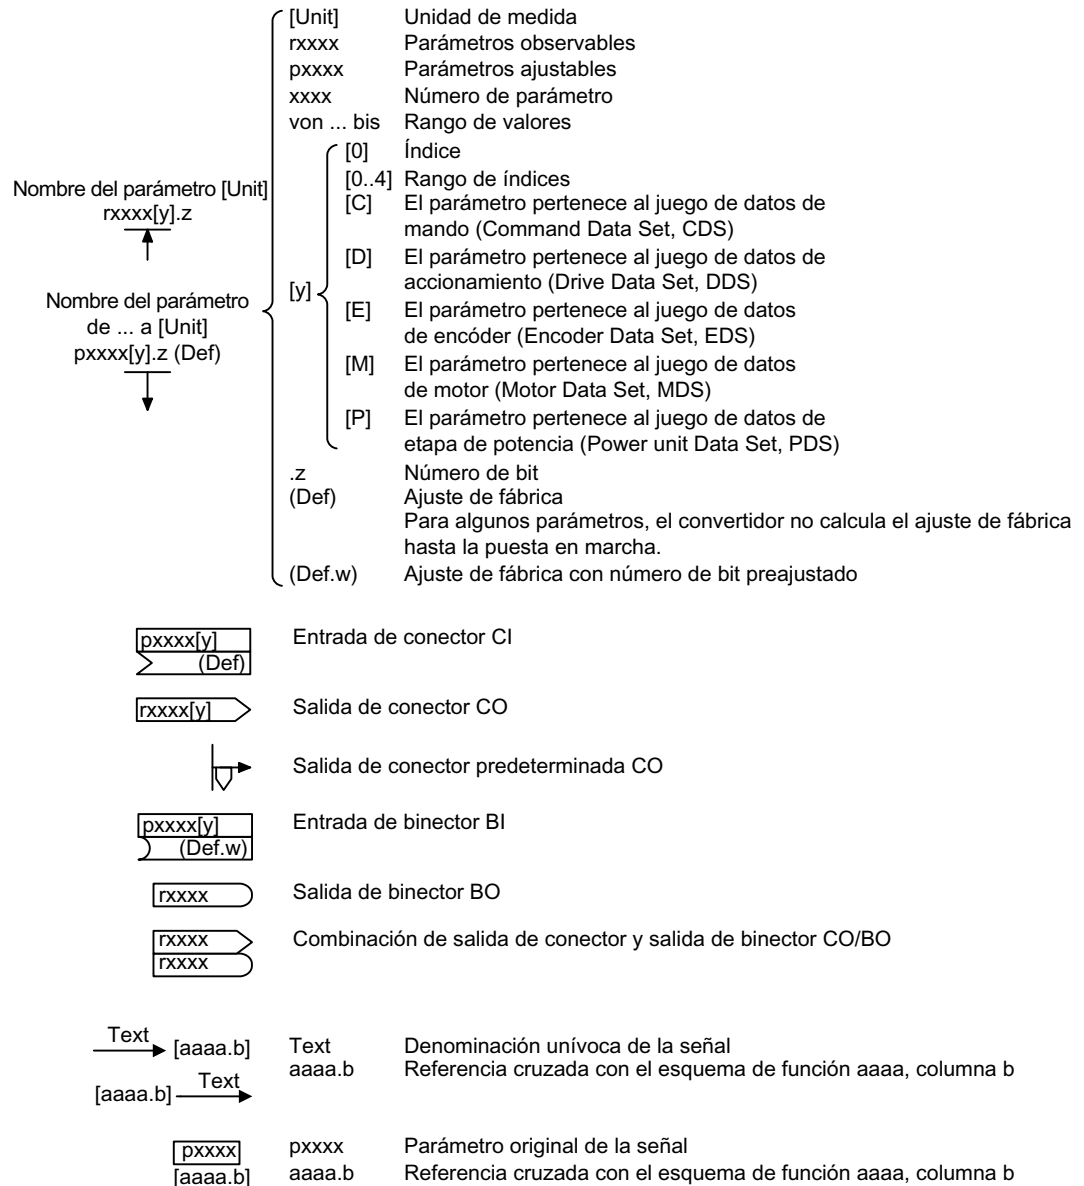 [Unit] Unidad de medida
rxxxx Parámetros observables
pxxxx Parámetros ajustables
xxxx Número de parámetro
von ... bis Rango de valores
[0] Índice
[0..4] Rango de índices
Nombre del parámetro [Unit]
rxxxx[y].z
[C] El parámetro pertenece al juego de datos de
mando (Command Data Set, CDS)
[D] El parámetro pertenece al juego de datos de
accionamiento (Drive Data Set, DDS)
[y]
Nombre del parámetro
de ... a [Unit]
pxxxx[y].z (Def)
[E] El parámetro pertenece al juego de datos
de encóder (Encoder Data Set, EDS)
[M] El parámetro pertenece al juego de datos
de motor (Motor Data Set, MDS)
[P] El parámetro pertenece al juego de datos de
etapa de potencia (Power unit Data Set, PDS)
.z Número de bit
(Def) Ajuste de fábrica
Para algunos parámetros, el convertidor no calcula el ajuste de fábrica
hasta la puesta en marcha.
(Def.w) Ajuste de fábrica con número de bit preajustado
pxxxx[y] Entrada de conector CI
(Def)
rxxxx[y] Salida de conector CO
Salida de conector predeterminada CO
pxxxx[y] Entrada de binector BI
(Def.w)
rxxxx Salida de binector BO
rxxxx Combinación de salida de conector y salida de binector CO/BO
rxxxx
Text [aaaa.b] Text Denominación unívoca de la señal
aaaa.b Referencia cruzada con el esquema de función aaaa, columna b
[aaaa.b] Text
pxxxx pxxxx Parámetro original de la señal
[aaaa.b] aaaa.b Referencia cruzada con el esquema de función aaaa, columna b